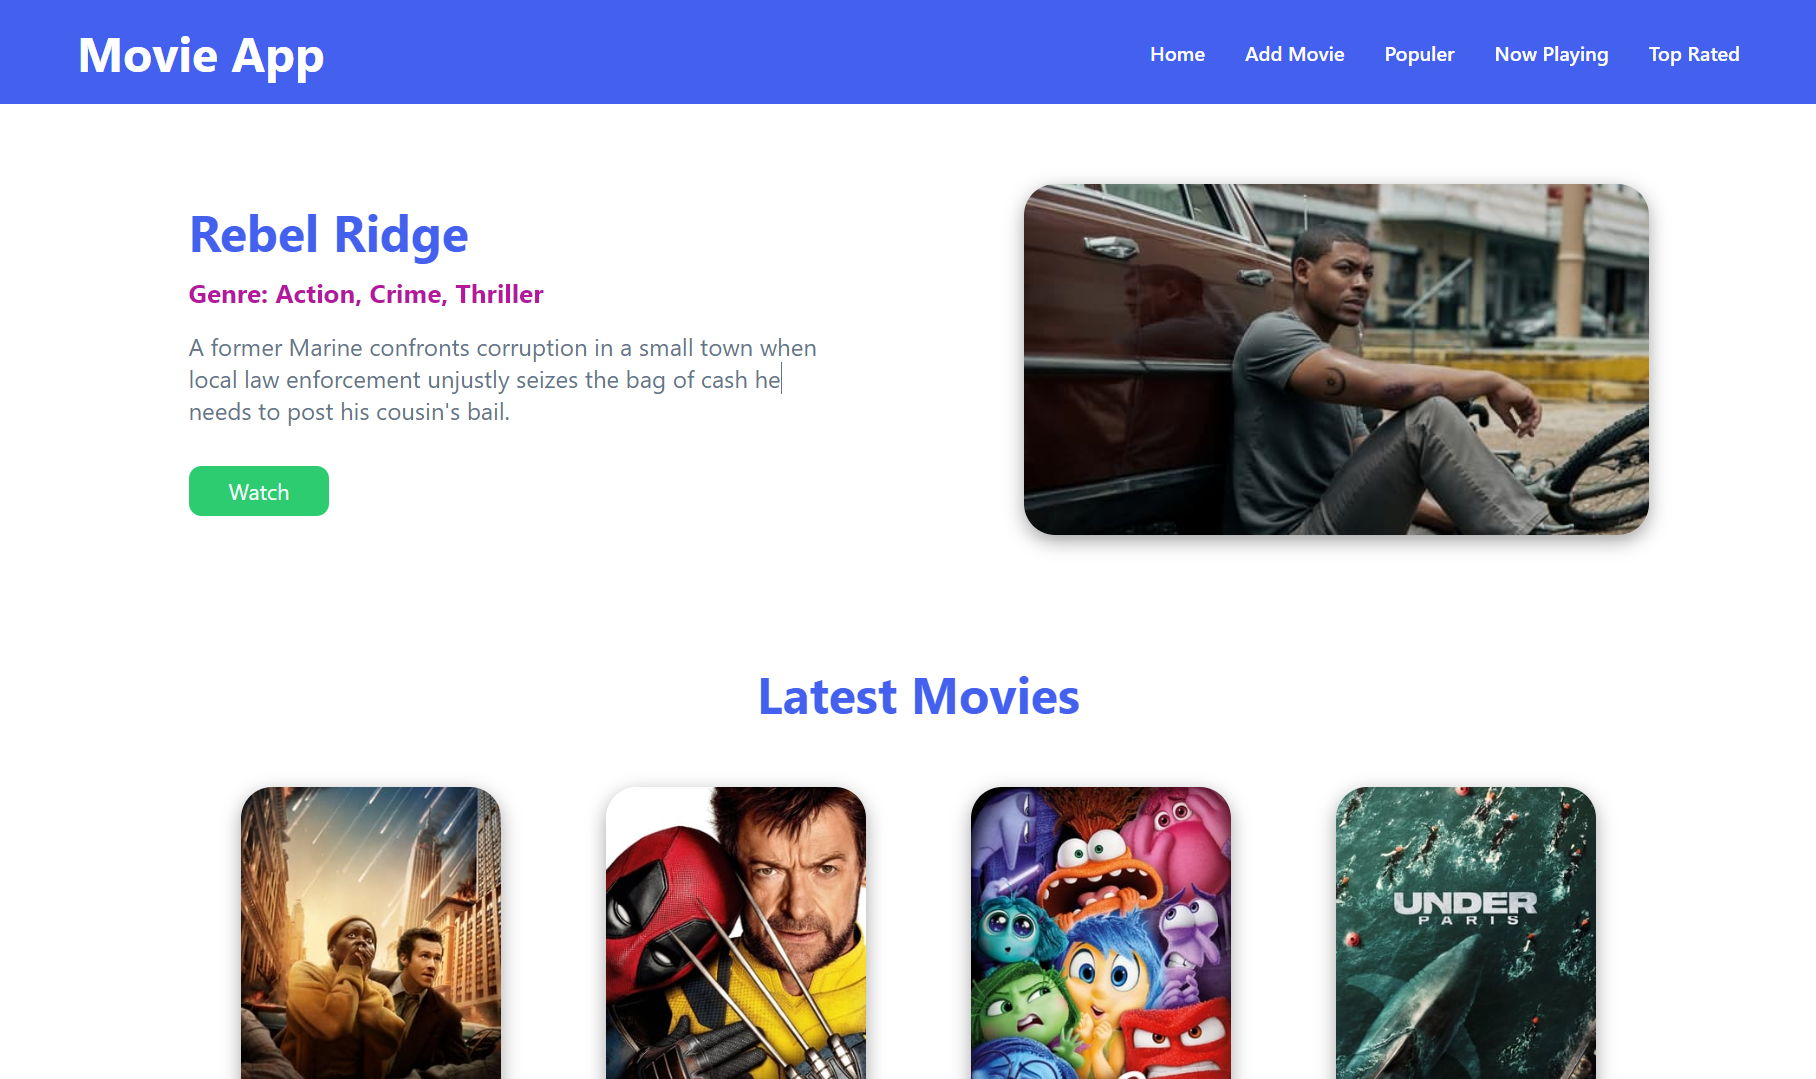 Movie App
Home
Add Movie
Populer
Now Playing
Top Rated
Rebel Ridge
Genre: Action, Crime, Thriller
A former Marine confronts corruption in a small town when
local law enforcement unjustly seizes the bag of cash he
needs to post his cousin's bail.
Watch
Latest Movies
UNDER
PARIS